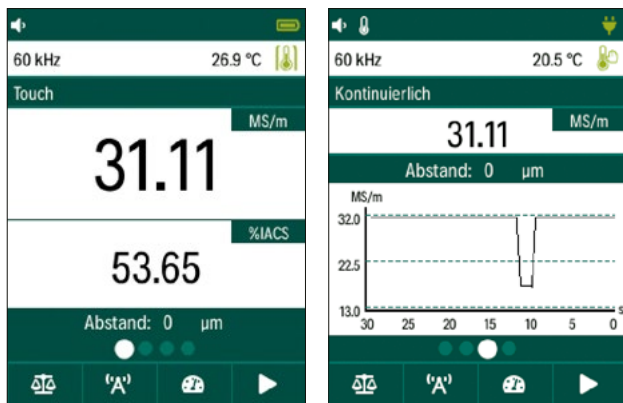 60 kHz 26.9 °C
Touch
MS/m
31.11
%IACS
53.65
Abstand: 0 µm
"A"
60 kHz 20.5 °C
Kontinuierlich
MS/m
31.11
Abstand: 0 µm
MS/m
32.0
22.5
13.0
30 25 20 15 10 5 0 s
"A"